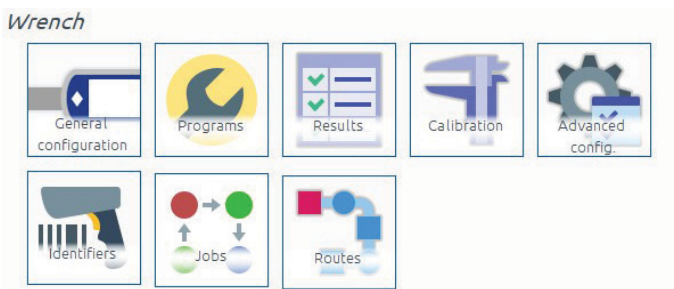 Wrench
General
configuration
Programs
Results
Calibration
Advanced
config.
Identifiers
Jobs
Routes